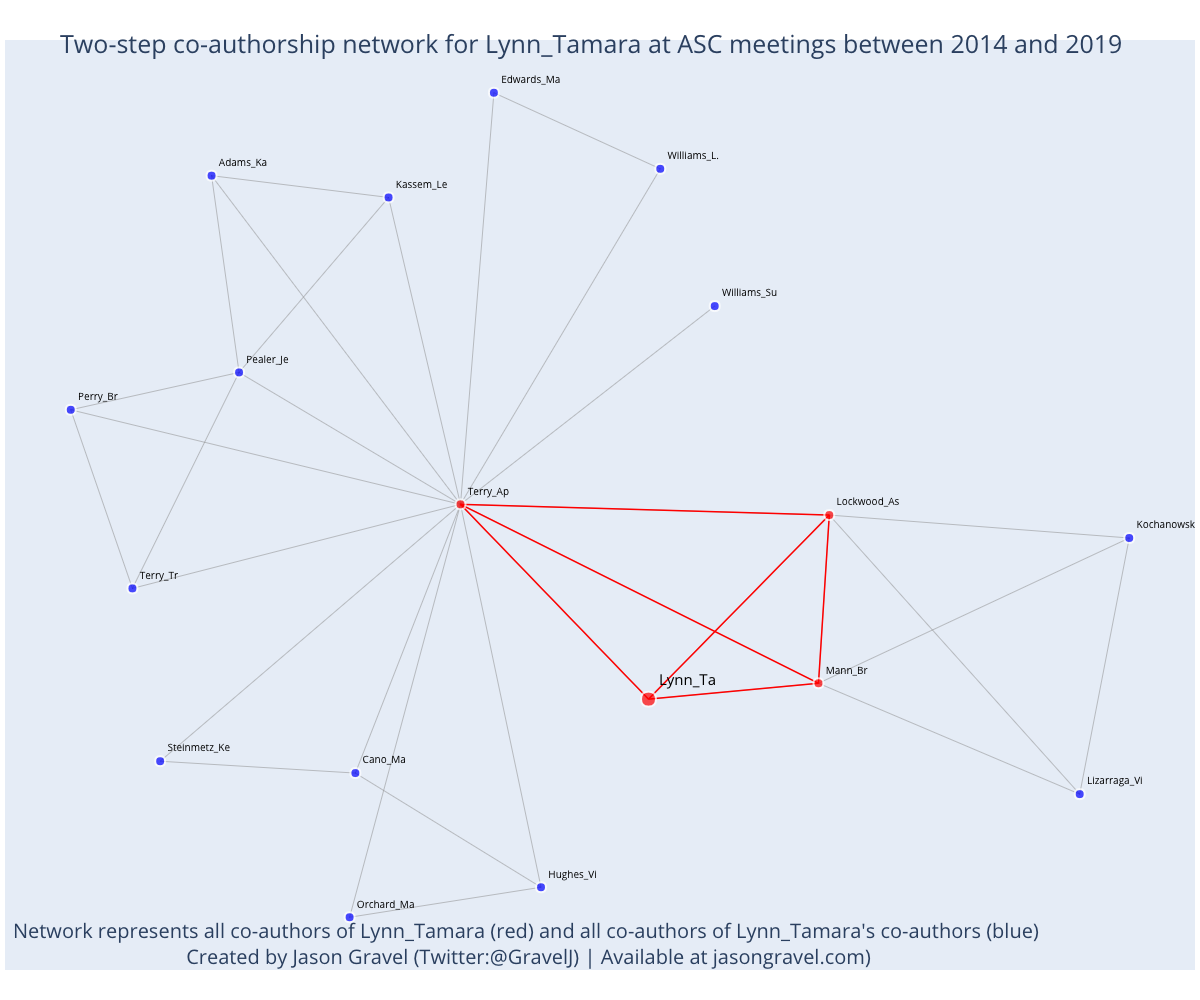 Two-step co-authorship network for Lynn_Tamara at ASC meetings between 2014 and 2019
Edwards_Ma
Williams_L.
Adams_Ka
Kassem_Le
Williams_Su
Pealer_Je
Perry_Br
Terry_Ap
Lockwood_As
Kochanowsk
Terry_Tr
Mann_Br
Lynn_Ta
Steinmetz_Ke
Cano_Ma
Lizarraga_Vi
Hughes_Vi
Orchard_Ma
Network represents all co-authors of Lynn_Tamara (red) and all co-authors of Lynn_Tamara's co-authors (blue)
Created by Jason Gravel (Twitter:@GravelJ) | Available at jasongravel.com)